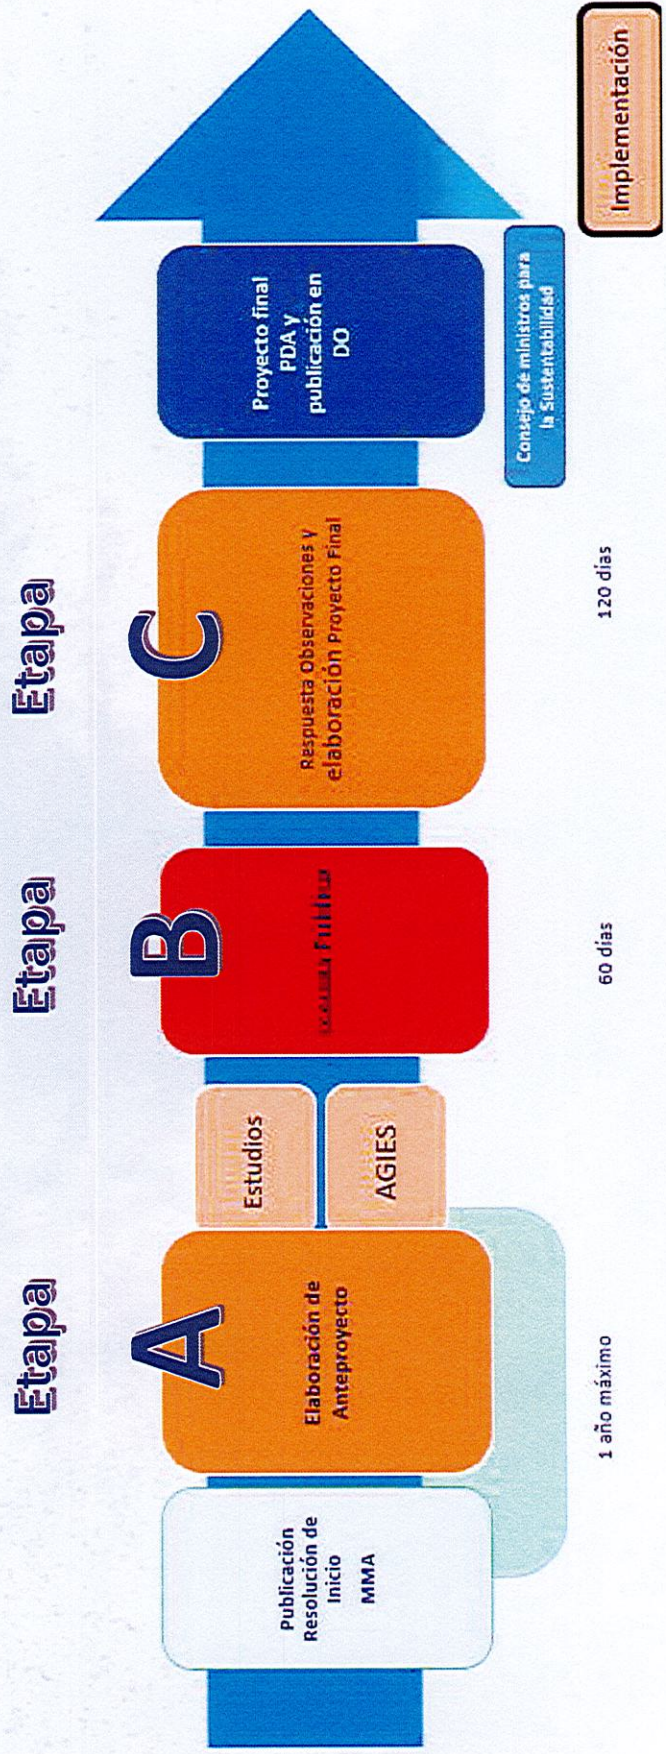 Etapa
Etapa
Etapa
A
B
C
Publicación
Resolución de
Inicio
MMA
Elaboración de
Anteproyecto
Estudios
AGIES
Respuesta Observaciones y
elaboración Proyecto Final
Proyecto final
PDA y
publicación en
DO
Consejo de ministros para
la Sustentabilidad
1 año máximo
60 días
120 días
Implementación